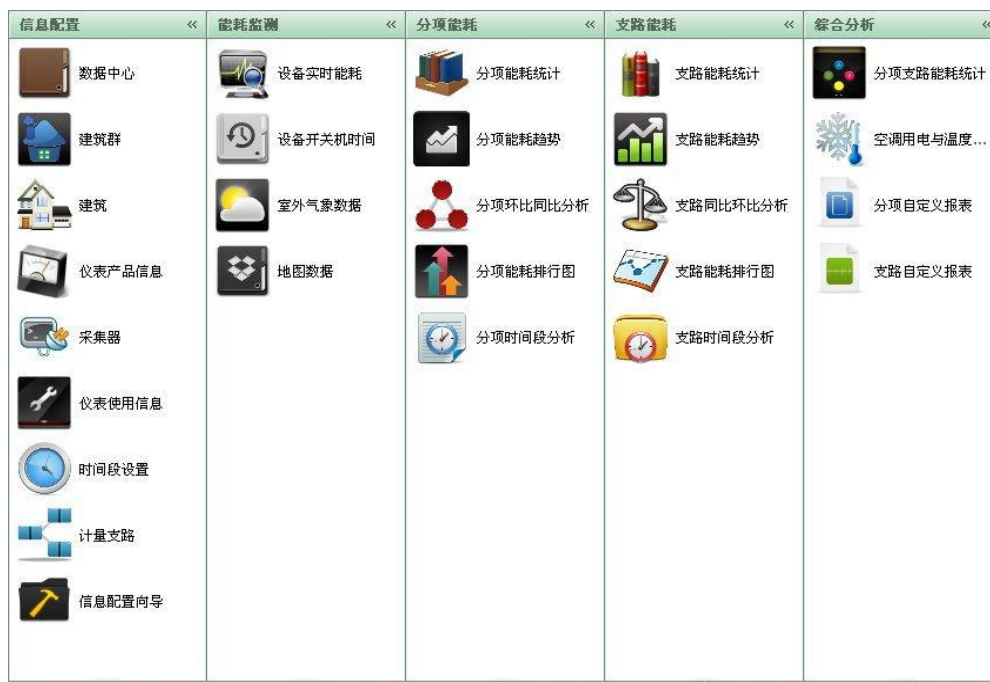 信息配置
数据中心
建筑群
建筑
仪表产品信息
采集器
仪表使用信息
时间段设置
计量支路
信息配置向导
能耗监测
设备实时能耗
设备开关机时间
室外气象数据
地图数据
分项能耗
分项能耗统计
分项能耗趋势
分项环比同比分析
分项能耗排行图
分项时间段分析
支路能耗
支路能耗统计
支路能耗趋势
支路同比环比分析
支路能耗排行图
支路时间段分析
综合分析
分项支路能耗统计
空调用电与温度...
分项自定义报表
支路自定义报表